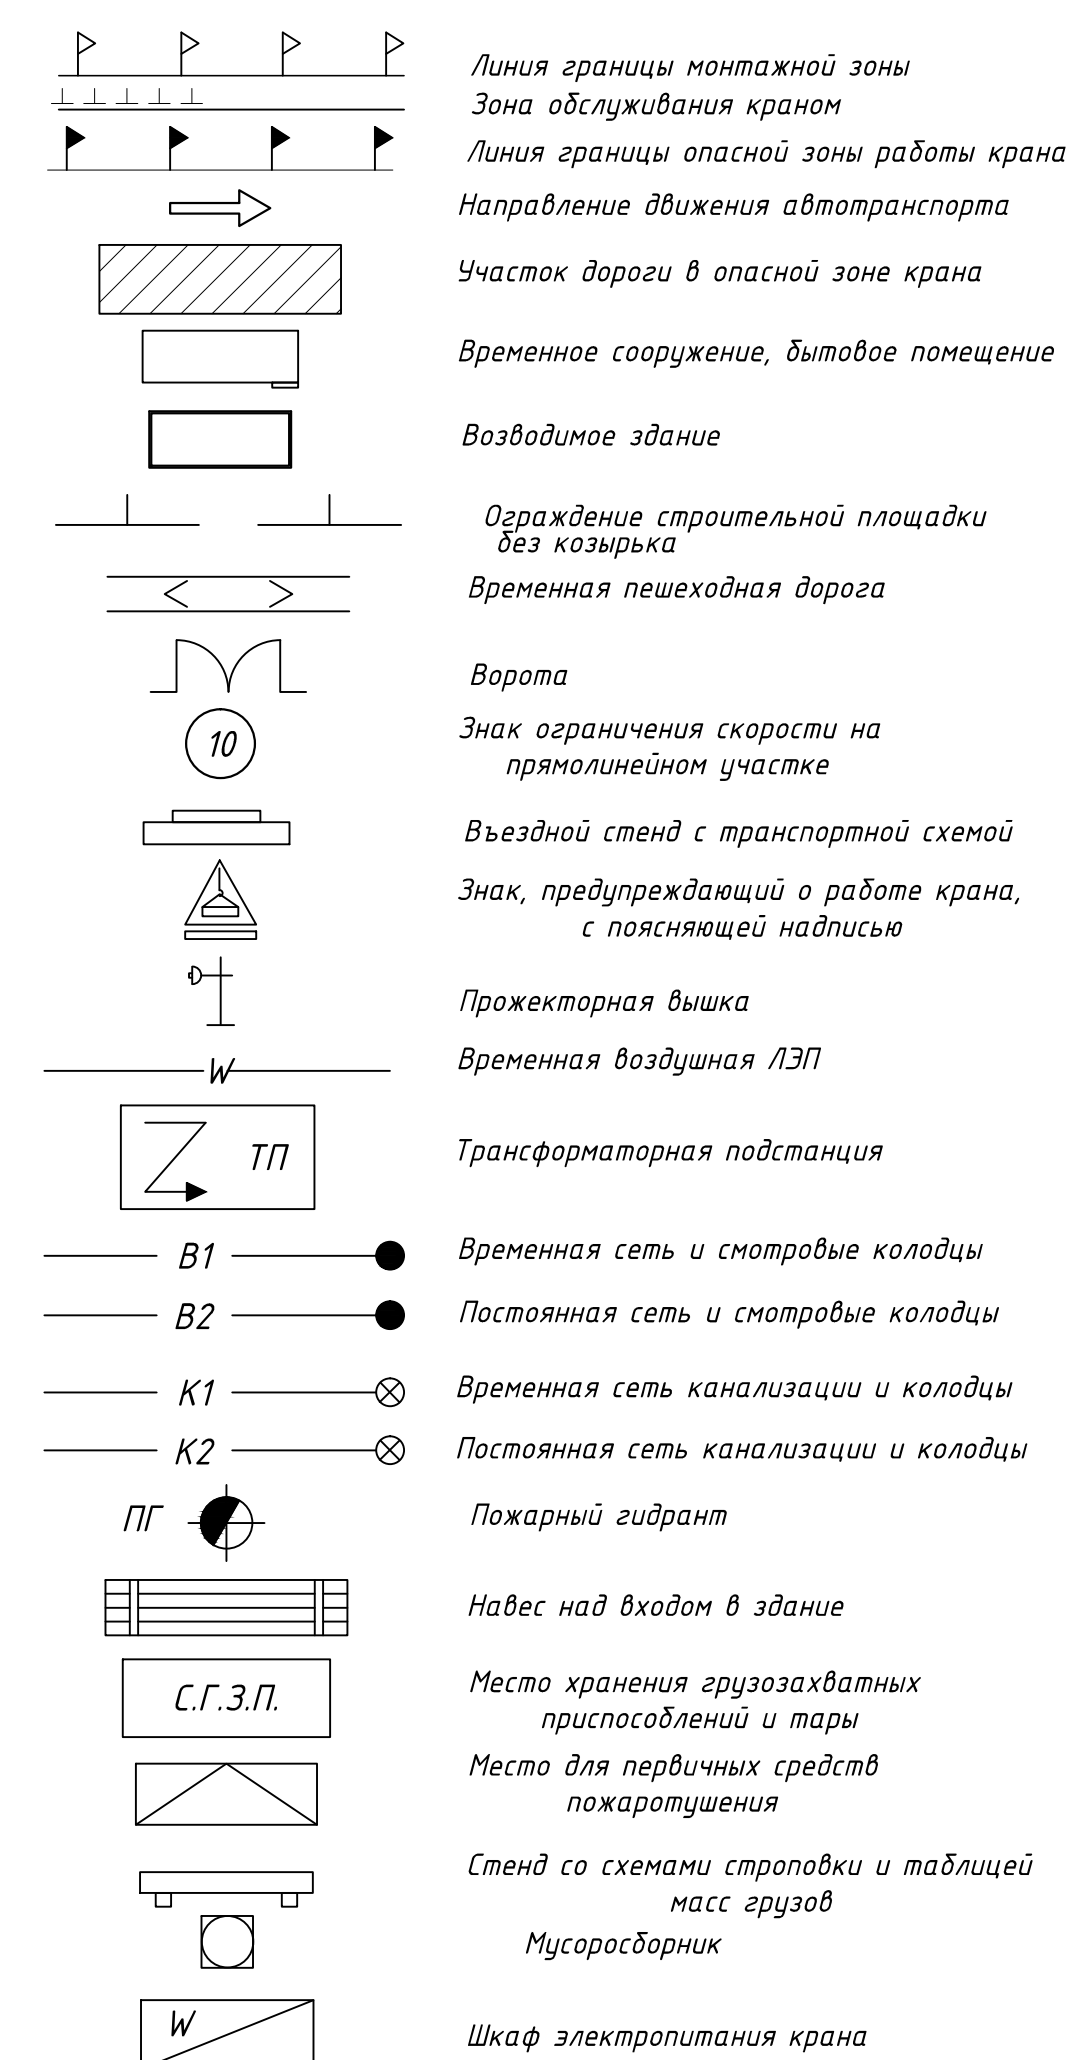 Линия границы монтажной зоны
Зона обслуживания краном
Линия границы опасной зоны работы крана
Направление движения автотранспорта
Участок дороги в опасной зоне крана
Временное сооружение, бытовое помещение
Возводимое здание
Ограждение строительной площадки
без козырька
Временная пешеходная дорога
Ворота
10
Знак ограничения скорости на
прямолинейном участке
Въездной стенд с транспортной схемой
Знак, предупреждающий о работе крана,
с поясняющей надписью
Прожекторная вышка
W
Временная воздушная ЛЭП
ТП
Трансформаторная подстанция
В1
Временная сеть и смотровые колодцы
В2
Постоянная сеть и смотровые колодцы
К1
Временная сеть канализации и колодцы
К2
Постоянная сеть канализации и колодцы
ПГ
Пожарный гидрант
Навес над входом в здание
С.Г.З.П.
Место хранения грузозахватных
приспособлений и тары
Место для первичных средств
пожаротушения
Стенд со схемами строповки и таблицей
масс грузов
Мусоросборник
W
Шкаф электропитания крана